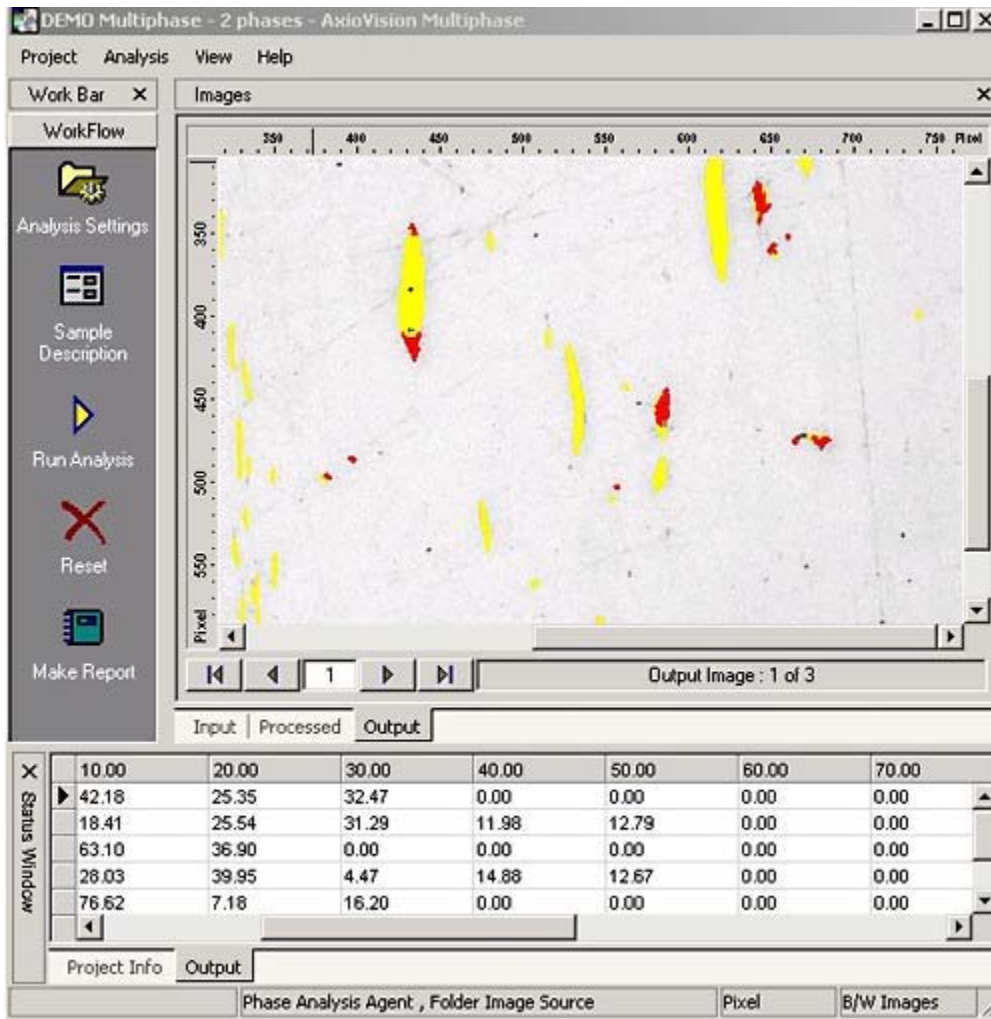 DEMO Multiphase - 2 phases - AxioVision Multiphase
Project Analysis View Help
Work Bar
Images
WorkFlow
Analysis Settings
Sample
Description
Run Analysis
Reset
Make Report
350 400 450 500 550 600 650 700 750 Pixel
350
400
450
500
550
Pixel
1
Output Image : 1 of 3
Input Processed Output
Status Window
10.00 20.00 30.00 40.00 50.00 60.00 70.00
42.18 25.35 32.47 0.00 0.00 0.00 0.00
18.41 25.54 31.29 11.98 12.79 0.00 0.00
63.10 36.90 0.00 0.00 0.00 0.00 0.00
28.03 39.95 4.47 14.88 12.67 0.00 0.00
76.62 7.18 16.20 0.00 0.00 0.00 0.00
Project Info Output
Phase Analysis Agent , Folder Image Source Pixel B/W Images